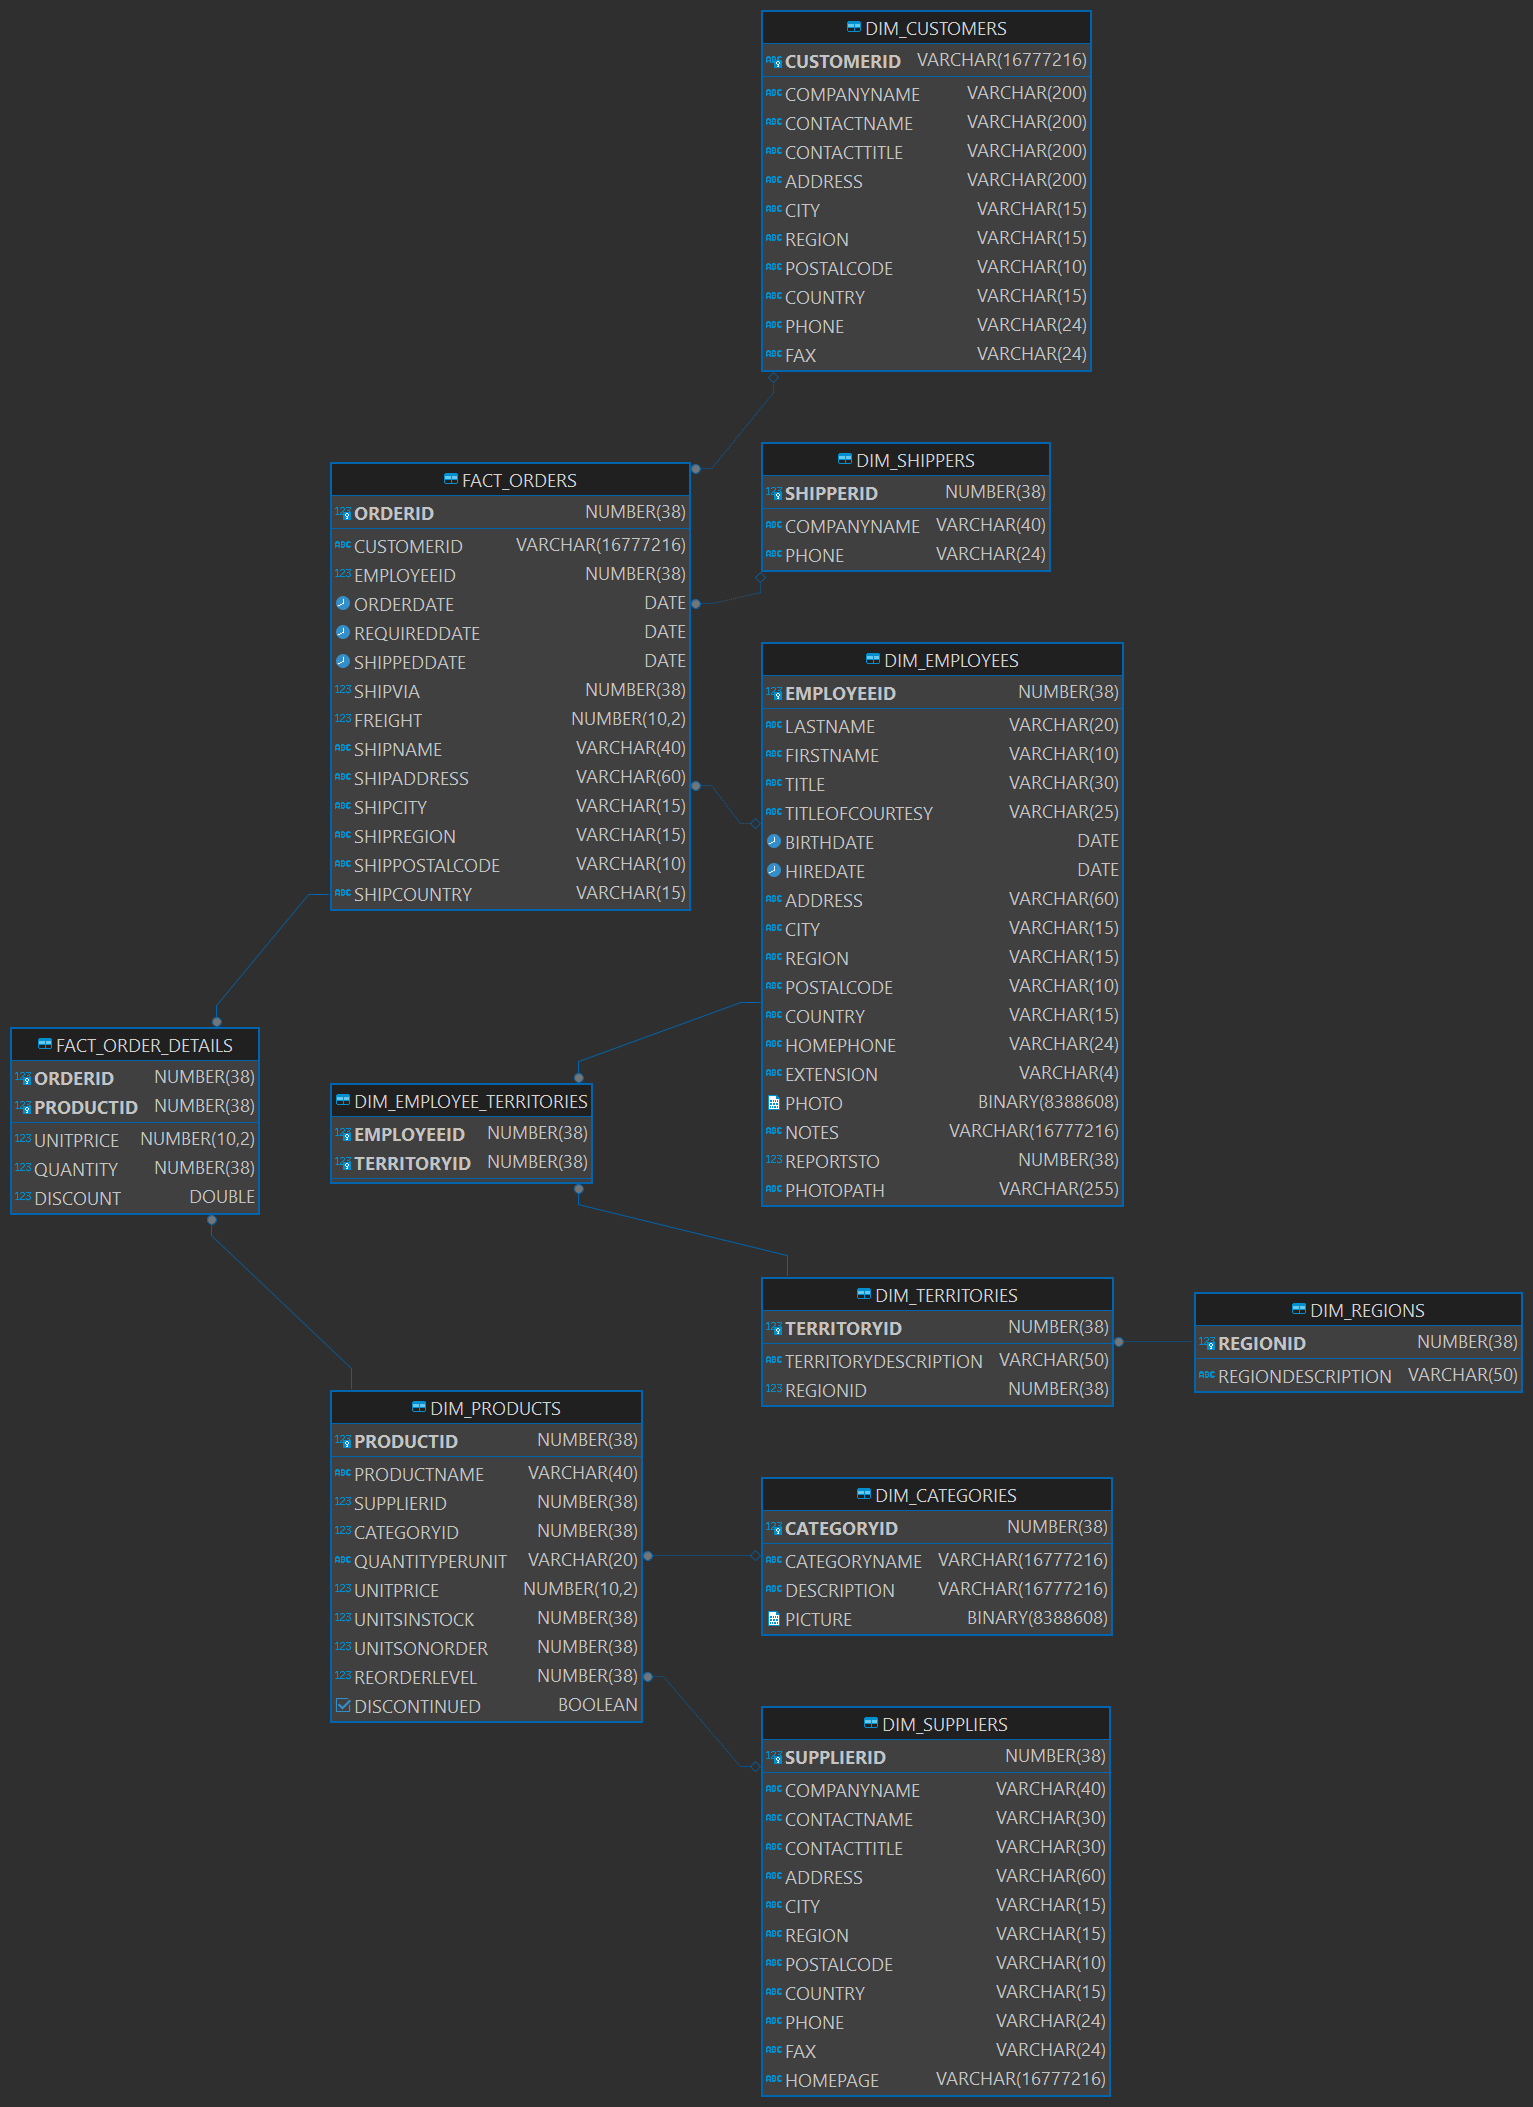 DIM_CUSTOMERS
CUSTOMERID VARCHAR(16777216)
COMPANYNAME VARCHAR(200)
CONTACTNAME VARCHAR(200)
CONTACTTITLE VARCHAR(200)
ADDRESS VARCHAR(200)
CITY VARCHAR(15)
REGION VARCHAR(15)
POSTALCODE VARCHAR(10)
COUNTRY VARCHAR(15)
PHONE VARCHAR(24)
FAX VARCHAR(24)
DIM_SHIPPERS
SHIPPERID NUMBER(38)
COMPANYNAME VARCHAR(40)
PHONE VARCHAR(24)
FACT_ORDERS
ORDERID NUMBER(38)
CUSTOMERID VARCHAR(16777216)
EMPLOYEEID NUMBER(38)
ORDERDATE DATE
REQUIREDDATE DATE
SHIPPEDDATE DATE
SHIPVIA NUMBER(38)
FREIGHT NUMBER(10,2)
SHIPNAME VARCHAR(40)
SHIPADDRESS VARCHAR(60)
SHIPCITY VARCHAR(15)
SHIPREGION VARCHAR(15)
SHIPPOSTALCODE VARCHAR(10)
SHIPCOUNTRY VARCHAR(15)
DIM_EMPLOYEES
EMPLOYEEID NUMBER(38)
LASTNAME VARCHAR(20)
FIRSTNAME VARCHAR(10)
TITLE VARCHAR(30)
TITLEOFCOURTESY VARCHAR(25)
BIRTHDATE DATE
HIREDATE DATE
ADDRESS VARCHAR(60)
CITY VARCHAR(15)
REGION VARCHAR(15)
POSTALCODE VARCHAR(10)
COUNTRY VARCHAR(15)
HOMEPHONE VARCHAR(24)
EXTENSION VARCHAR(4)
PHOTO BINARY(8388608)
NOTES VARCHAR(16777216)
REPORTSTO NUMBER(38)
PHOTOPATH VARCHAR(255)
FACT_ORDER_DETAILS
ORDERID NUMBER(38)
PRODUCTID NUMBER(38)
UNITPRICE NUMBER(10,2)
QUANTITY NUMBER(38)
DISCOUNT DOUBLE
DIM_EMPLOYEE_TERRITORIES
EMPLOYEEID NUMBER(38)
TERRITORYID NUMBER(38)
DIM_TERRITORIES
TERRITORYID NUMBER(38)
TERRITORYDESCRIPTION VARCHAR(50)
REGIONID NUMBER(38)
DIM_REGIONS
REGIONID NUMBER(38)
REGIONDESCRIPTION VARCHAR(50)
DIM_PRODUCTS
PRODUCTID NUMBER(38)
PRODUCTNAME VARCHAR(40)
SUPPLIERID NUMBER(38)
CATEGORYID NUMBER(38)
QUANTITYPERUNIT VARCHAR(20)
UNITPRICE NUMBER(10,2)
UNITSINSTOCK NUMBER(38)
UNITSONORDER NUMBER(38)
REORDERLEVEL NUMBER(38)
DISCONTINUED BOOLEAN
DIM_CATEGORIES
CATEGORYID NUMBER(38)
CATEGORYNAME VARCHAR(16777216)
DESCRIPTION VARCHAR(16777216)
PICTURE BINARY(8388608)
DIM_SUPPLIERS
SUPPLIERID NUMBER(38)
COMPANYNAME VARCHAR(40)
CONTACTNAME VARCHAR(30)
CONTACTTITLE VARCHAR(30)
ADDRESS VARCHAR(60)
CITY VARCHAR(15)
REGION VARCHAR(15)
POSTALCODE VARCHAR(10)
COUNTRY VARCHAR(15)
PHONE VARCHAR(24)
FAX VARCHAR(24)
HOMEPAGE VARCHAR(16777216)